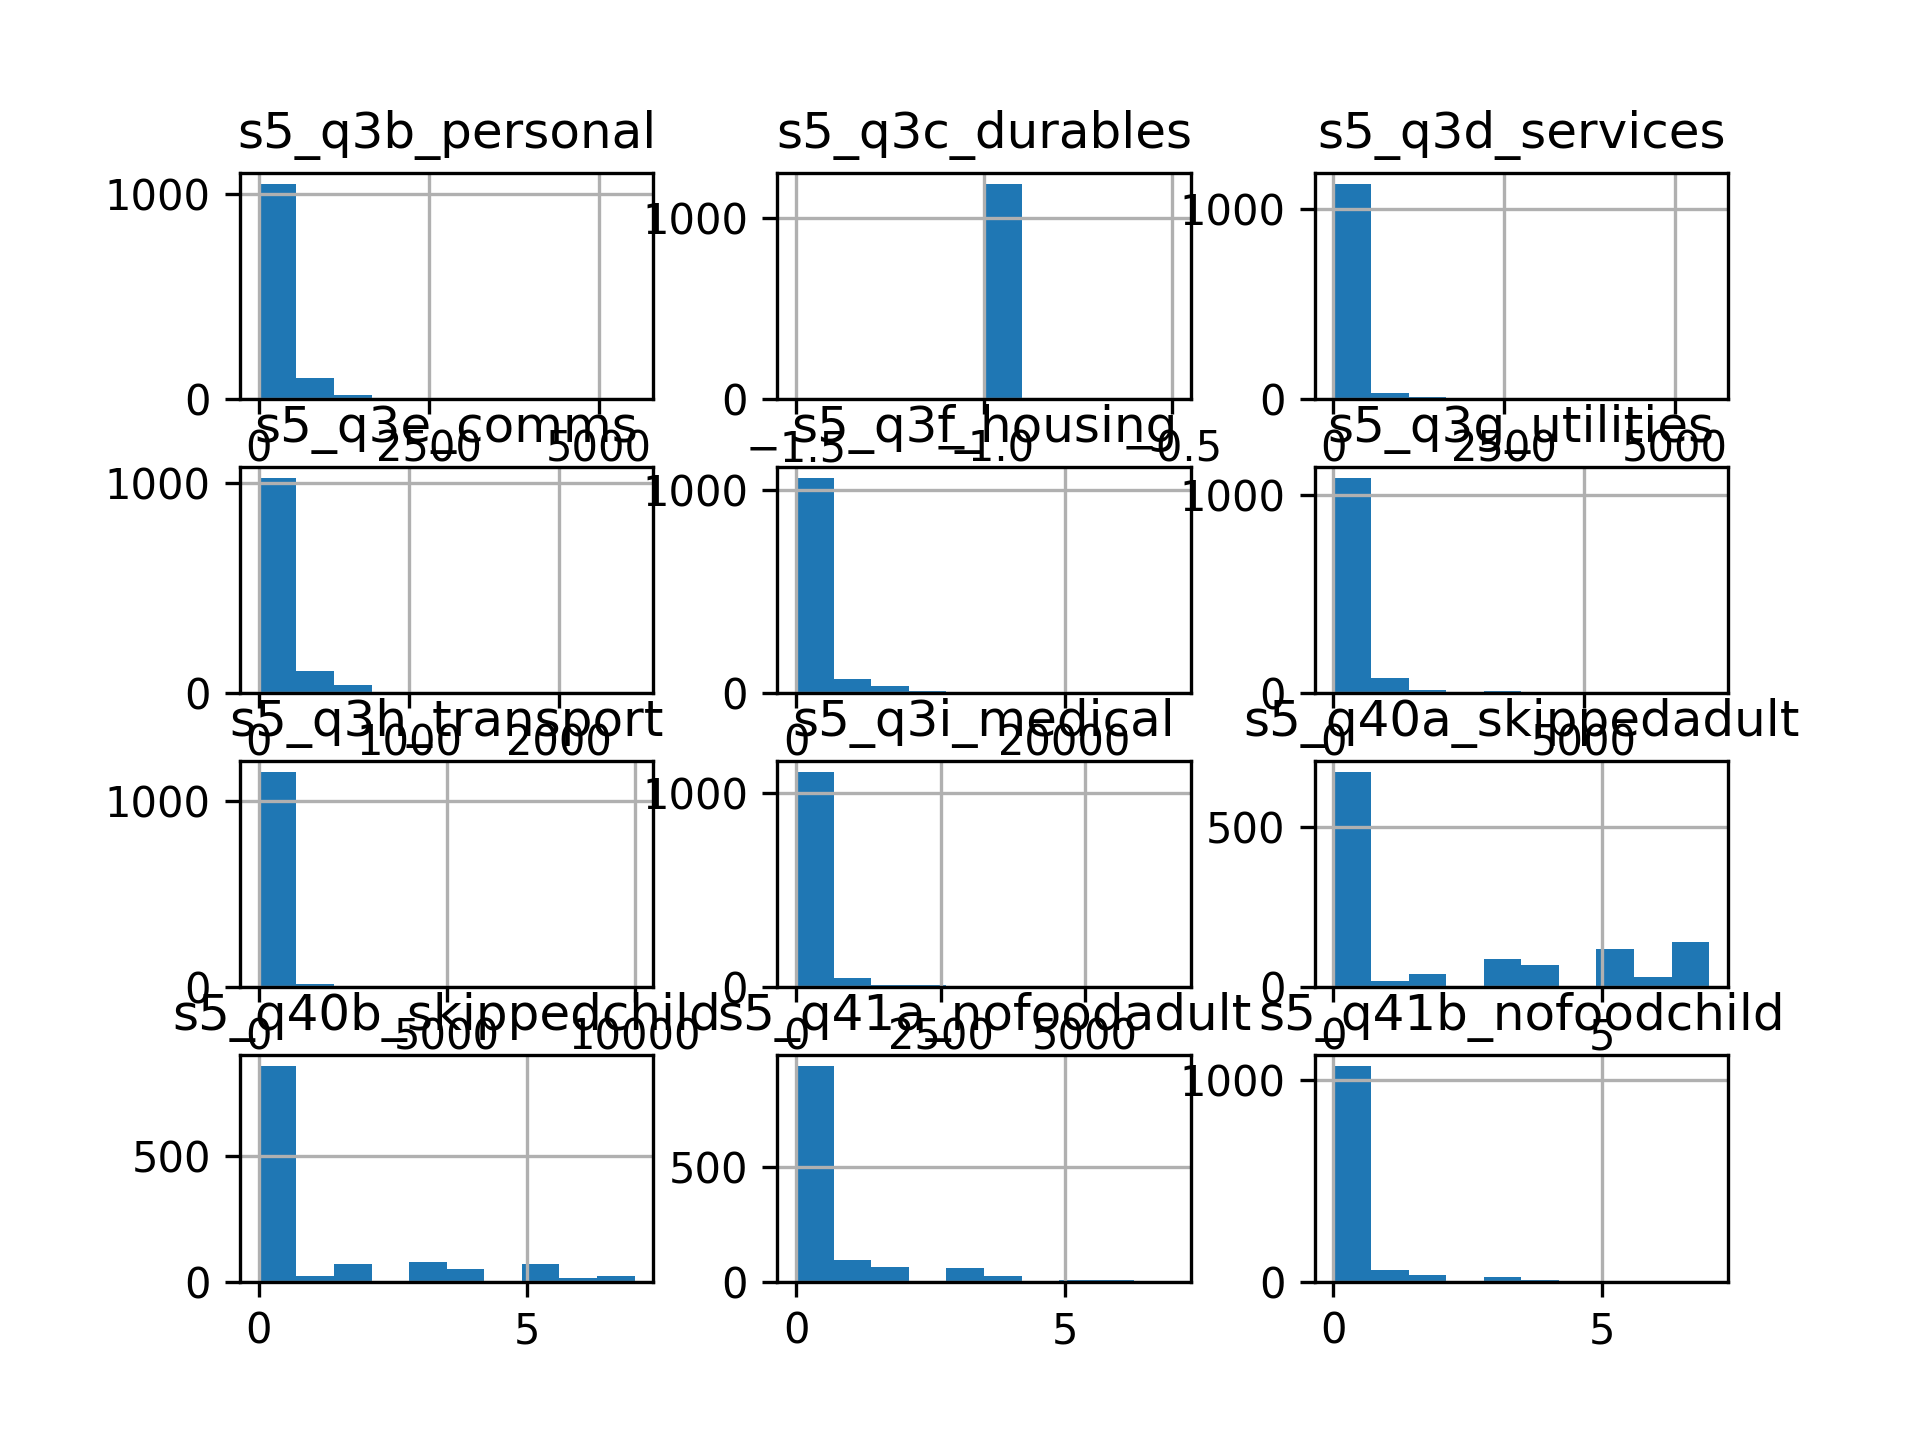 s5_q3b_personal s5_q3c_durables s5_q3d_services
1000 1000 1000
0 0 0
0 2500 5000 −1.5 −1.0 −0.5 0 2500 5000
s5_q3e_comms s5_q3f_housing s5_q3g_utilities
1000 1000 1000
0 0 0
0 1000 2000 0 20000 0 5000
s5_q3h_transport s5_q3i_medical s5_q40a_skippedadult
1000 1000 500
0 0 0
0 5000 10000 0 2500 5000 0 5
s5_q40b_skippedchild s5_q41a_nofoodadult s5_q41b_nofoodchild
500 500 1000
0 0 0
0 5 0 5 0 5